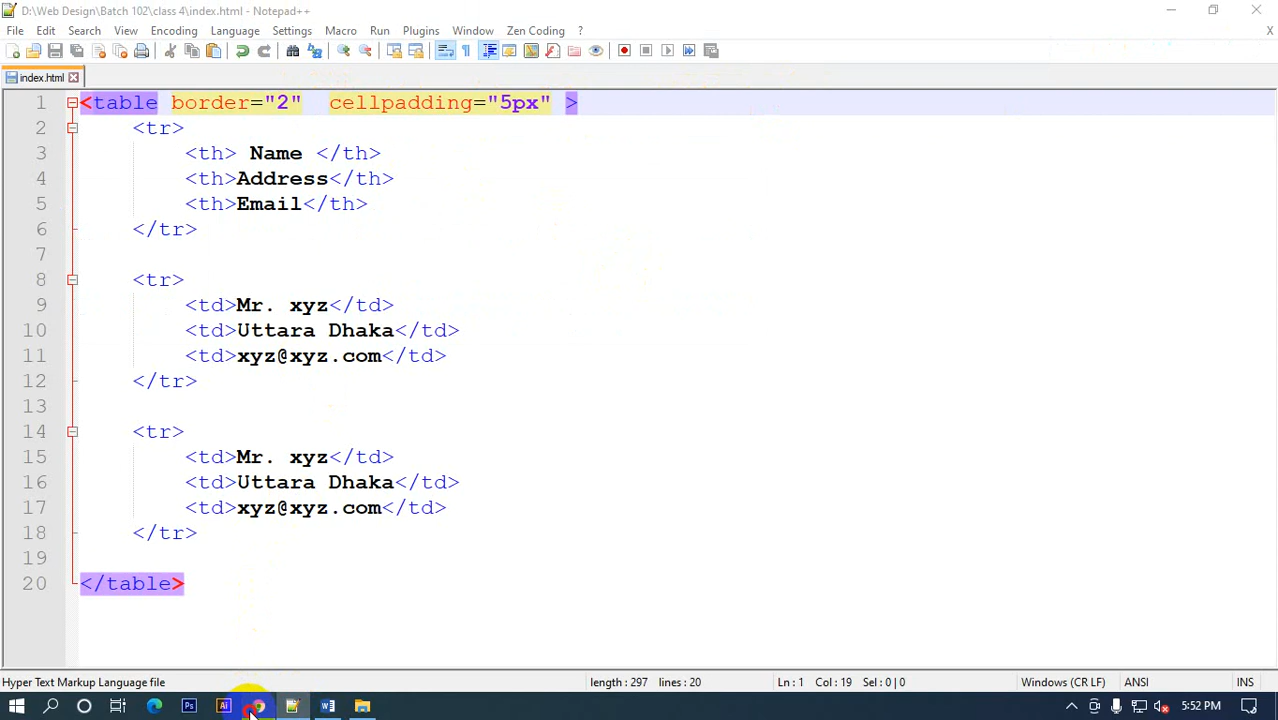 D:\Web Design\Batch 102\class 4\index.html - Notepad++
File Edit Search View Encoding Language Settings Macro Run Plugins Window Zen Coding ? X
index.html
1 <table border="2" cellpadding="5px" >
2 <tr>
3 <th> Name </th>
4 <th>Address</th>
5 <th>Email</th>
6 </tr>
7
8 <tr>
9 <td>Mr. xyz</td>
10 <td>Uttara Dhaka</td>
11 <td>xyz@xyz.com</td>
12 </tr>
13
14 <tr>
15 <td>Mr. xyz</td>
16 <td>Uttara Dhaka</td>
17 <td>xyz@xyz.com</td>
18 </tr>
19
20 </table>
Hyper Text Markup Language file length : 297 lines : 20 Ln : 1 Col : 19 Sel : 0 | 0 Windows (CR LF) ANSI INS
Ps Ai W 5:52 PM